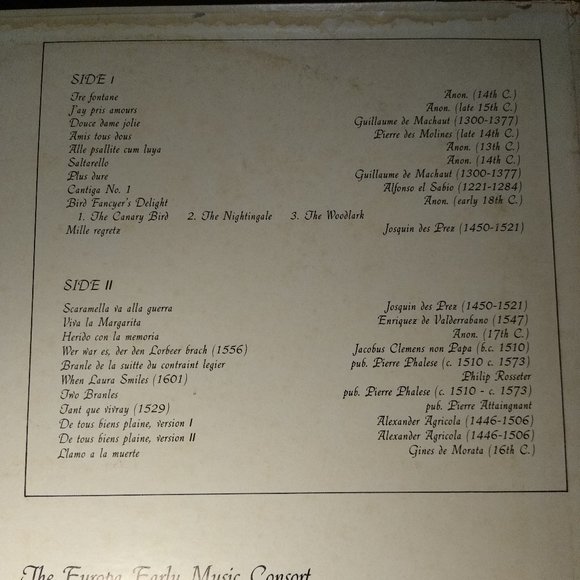 SIDE I
Tre fontane Anon. (14th C.)
J'ay pris amours Anon. (late 15th C.)
Douce dame jolie Guillaume de Machaut (1300-1377)
Amis tous dous Pierre des Molines (late 14th C.)
Alle psallite cum luya Anon. (13th C.)
Saltarello Anon. (14th C.)
Plus dure Guillaume de Machaut (1300-1377)
Cantiga No. 1 Alfonso el Sabio (1221-1284)
Bird Fancyer's Delight Anon. (early 18th C.)
1. The Canary Bird 2. The Nightingale 3. The Woodlark
Mille regretz Josquin des Prez (1450-1521)
SIDE II
Scaramella va alla guerra Josquin des Prez (1450-1521)
Viva la Margarita Enriquez de Valderrabano (1547)
Herido con la memoria Anon. (17th C.)
Wer war es, der den Lorbeer brach (1556) Jacobus Clemens non Papa (b.c. 1510)
Branle de la suitte du contraint legier pub. Pierre Phalese (c. 1510 c. 1573)
When Laura Smiles (1601) Philip Rosseter
Two Branles pub. Pierre Phalese (c. 1510 - c. 1573)
Tant que vivray (1529) pub. Pierre Attaingnant
De tous biens plaine, version I Alexander Agricola (1446-1506)
De tous biens plaine, version II Alexander Agricola (1446-1506)
Llamo a la muerte Gines de Morata (16th C.)
The Europa Early Music Consort